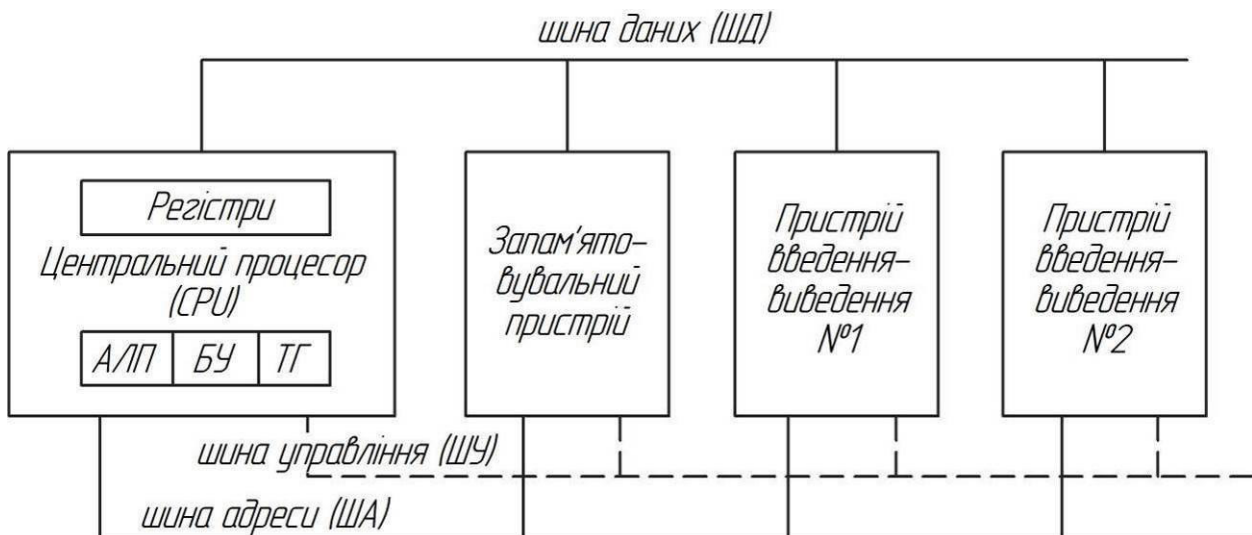 шина даних (ШД)
Регістри
Центральний процесор
(CPU)
АЛП БУ ТГ
Запам'ято-
вувальний
пристрій
Пристрій
введення-
виведення
№1
Пристрій
введення-
виведення
№2
шина управління (ШУ)
шина адреси (ША)